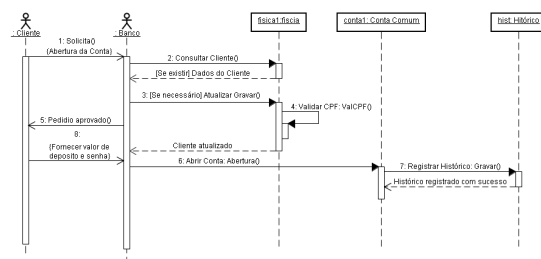 : Cliente
: Banco
fisica1:fiscia
conta1: Conta Comum
hist: Hitórico
1: Solicita()
(Abertura da Conta)
2: Consultar Cliente()
[Se existir] Dados do Cliente
3: [Se necessário] Atualizar Gravar()
4: Validar CPF: ValCPF()
5: Pedidio aprovado()
8:
(Fornecer valor de
deposito e senha)
Cliente atualizado
6: Abrir Conta: Abertura()
7: Registrar Histórico: Gravar()
Histórico registrado com sucesso